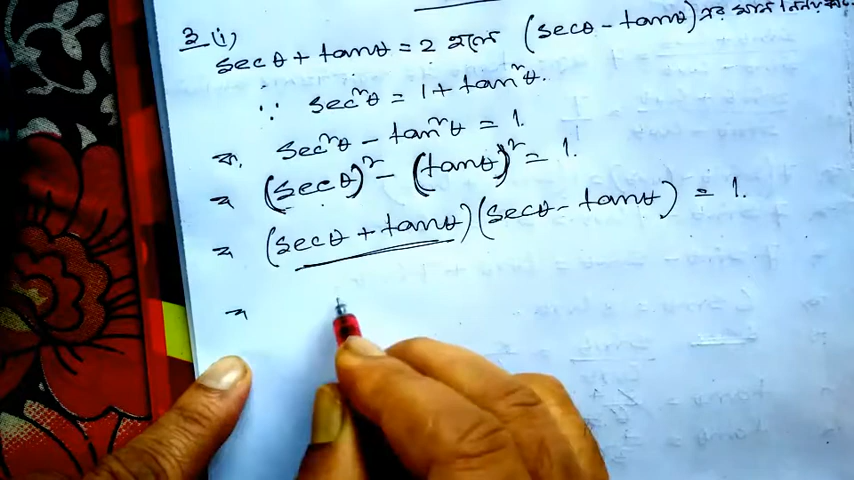 3 (i)
secθ + tanθ = 2 হলে (secθ - tanθ) এর মান নির্ণয় কর.
∵ sec²θ = 1 + tan²θ.
বা, sec²θ - tan²θ = 1.
বা (secθ)² - (tanθ)² = 1.
বা (secθ + tanθ)(secθ - tanθ) = 1.
বা